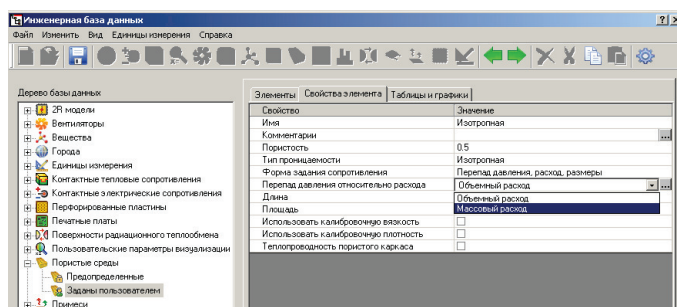 Инженерная база данных
Файл Изменить Вид Единицы измерения Справка
Дерево базы данных
2R модели
Вентиляторы
Вещества
Города
Единицы измерения
Контактные тепловые сопротивления
Контактные электрические сопротивления
Перфорированные пластины
Печатные платы
Поверхности радиационного теплообмена
Пользовательские параметры визуализации
Пористые среды
Предопределенные
Заданы пользователем
Примеси
Элементы Свойства элемента Таблицы и графики
Свойство Значение
Имя Изотропная
Комментарии
Пористость 0.5
Тип проницаемости Изотропная
Форма задания сопротивления Перепад давления, расход, размеры
Перепад давления относительно расхода Объемный расход
Длина Объемный расход
Площадь Массовый расход
Использовать калибровочную вязкость
Использовать калибровочную плотность
Теплопроводность пористого каркаса